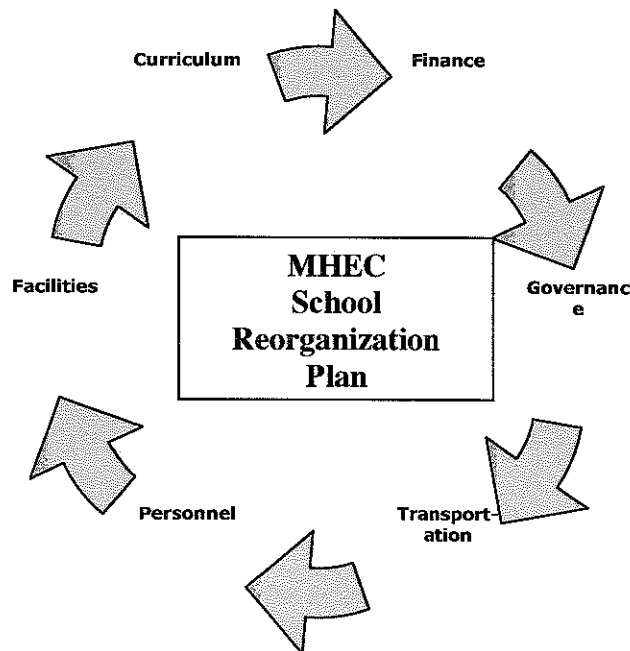 Curriculum
Finance
Facilities
MHEC
School
Reorganization
Plan
Governanc
e
Personnel
Transport-
ation